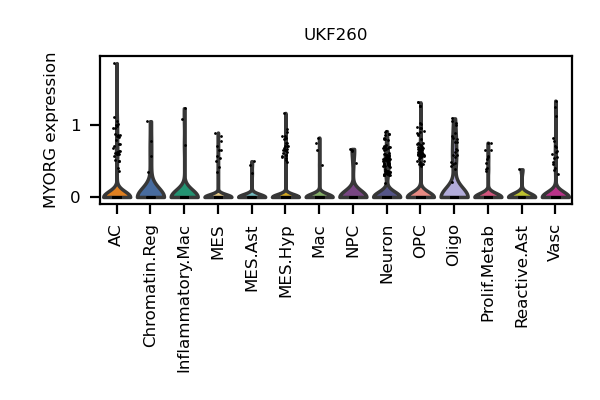 UKF260
MYORG expression
1
0
AC
Chromatin.Reg
Inflammatory.Mac
MES
MES.Ast
MES.Hyp
Mac
NPC
Neuron
OPC
Oligo
Prolif.Metab
Reactive.Ast
Vasc